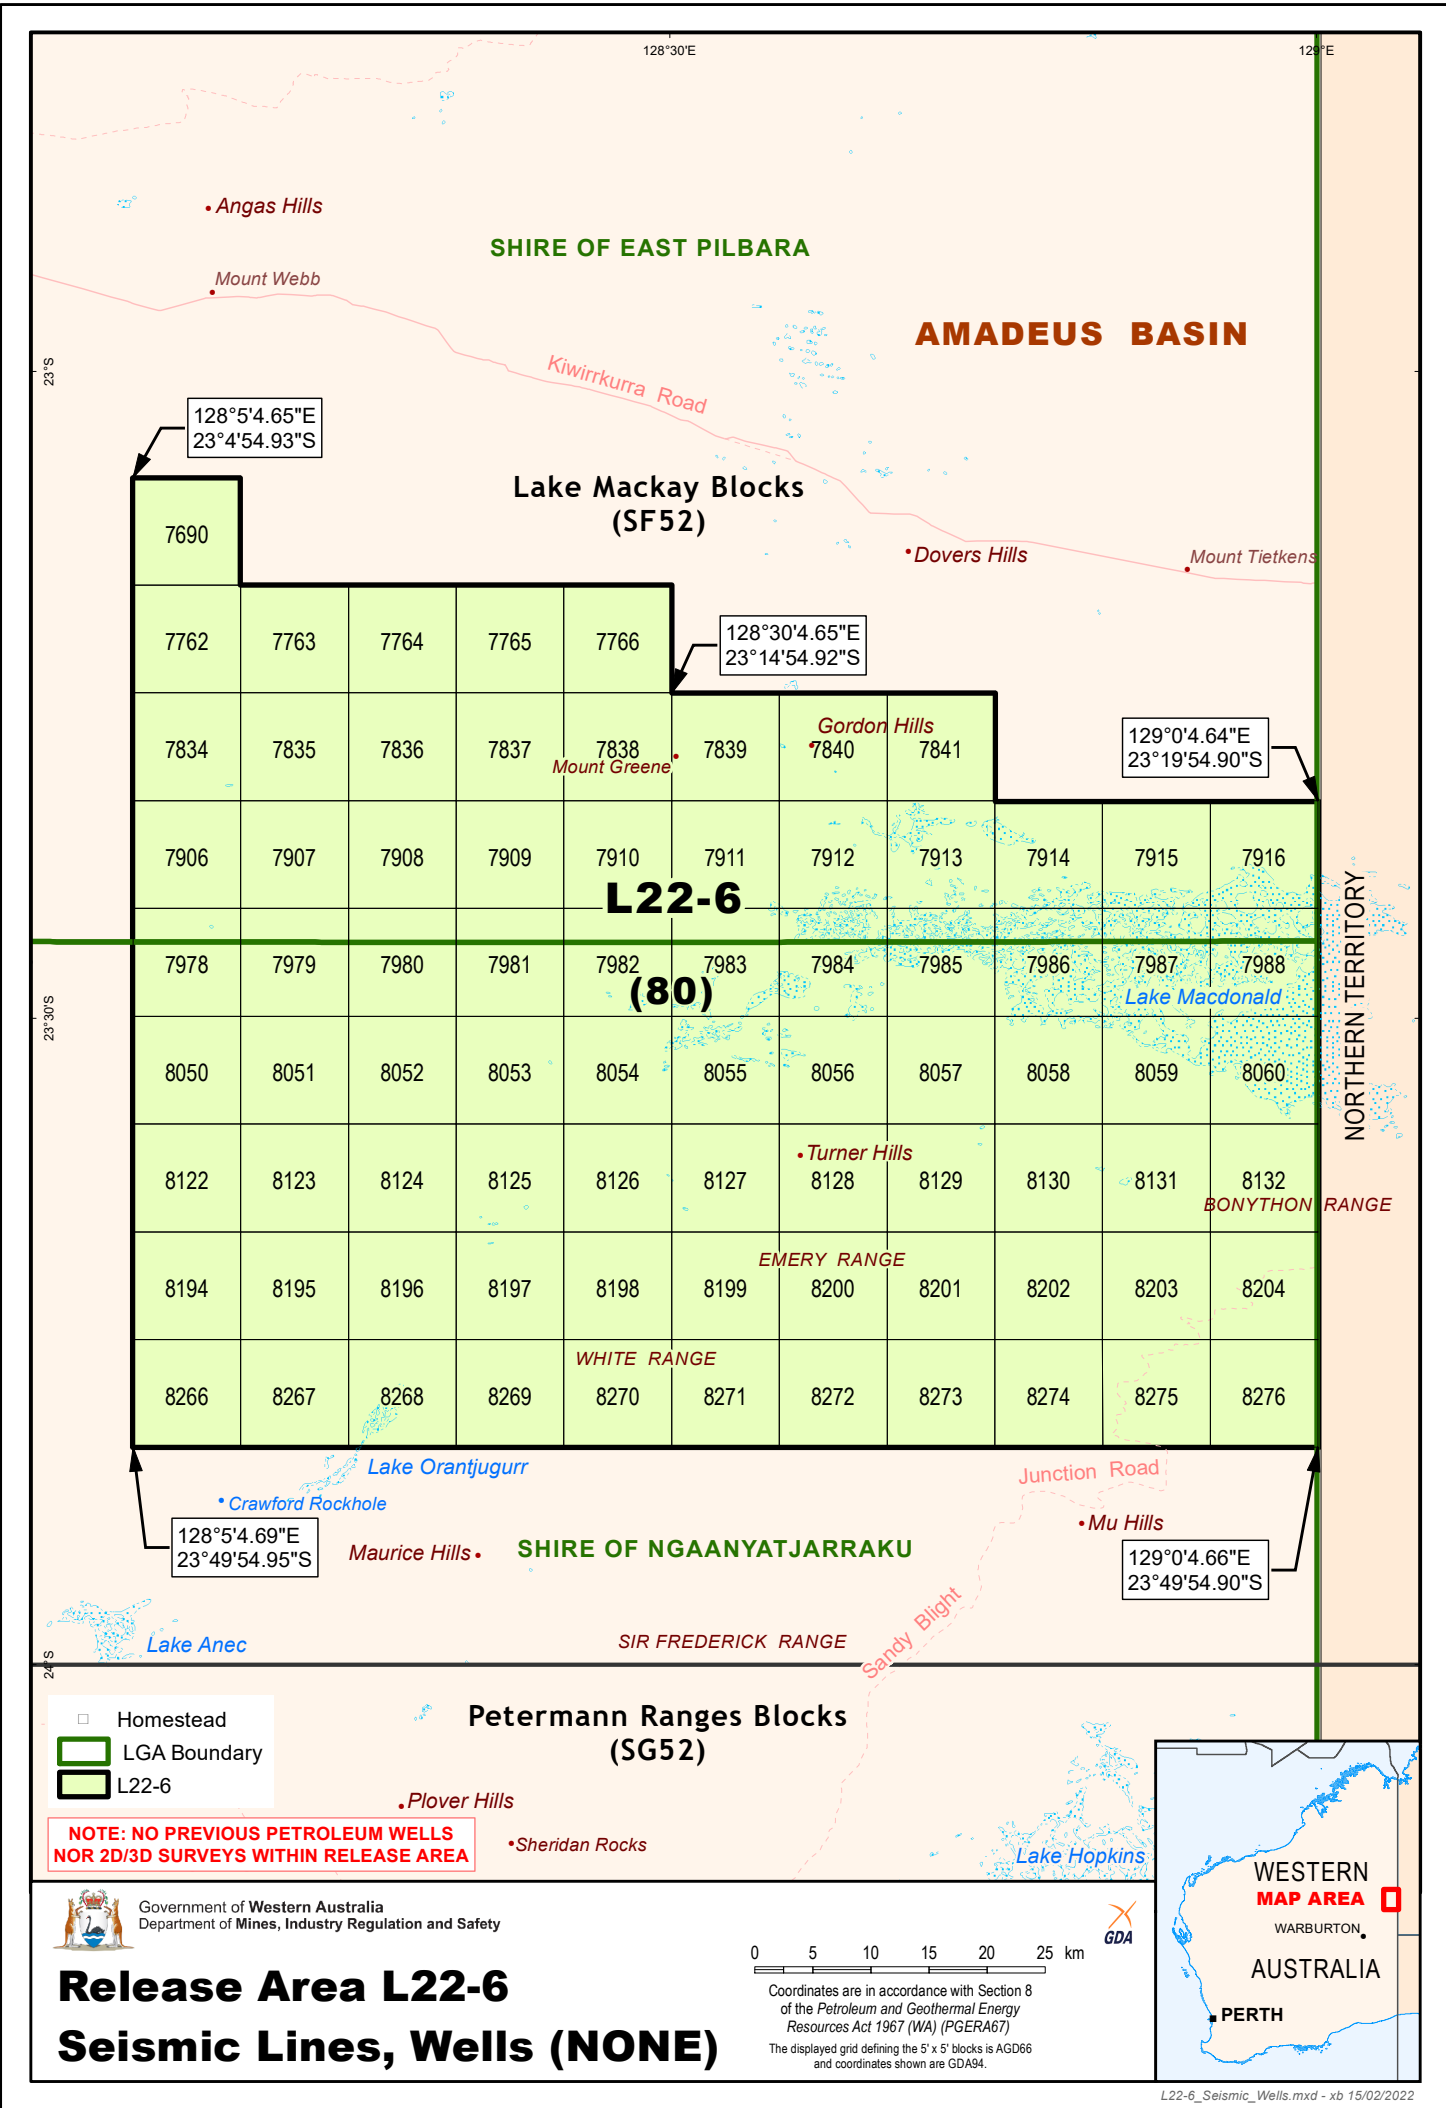 128°30'E
129°E
Angas Hills
SHIRE OF EAST PILBARA
Mount Webb
AMADEUS BASIN
23°S
Kiwirrkurra Road
128°5'4.65"E
23°4'54.93"S
Lake Mackay Blocks
(SF52)
Dovers Hills
Mount Tietkens
7690
128°30'4.65"E
23°14'54.92"S
7762 7763 7764 7765 7766
Gordon Hills
129°0'4.64"E
23°19'54.90"S
7834 7835 7836 7837 7838 7839 7840 7841
Mount Greene
7906 7907 7908 7909 7910 7911 7912 7913 7914 7915 7916
L22-6
NORTHERN TERRITORY
7978 7979 7980 7981 7982 7983 7984 7985 7986 7987 7988
(80)
Lake Macdonald
23°30'S
8050 8051 8052 8053 8054 8055 8056 8057 8058 8059 8060
Turner Hills
8122 8123 8124 8125 8126 8127 8128 8129 8130 8131 8132
BONYTHON RANGE
EMERY RANGE
8194 8195 8196 8197 8198 8199 8200 8201 8202 8203 8204
WHITE RANGE
8266 8267 8268 8269 8270 8271 8272 8273 8274 8275 8276
Lake Orantjugurr
Junction Road
Crawford Rockhole
Mu Hills
128°5'4.69"E
23°49'54.95"S
Maurice Hills
SHIRE OF NGAANYATJARRAKU
129°0'4.66"E
23°49'54.90"S
Sandy Blight
Lake Anec
SIR FREDERICK RANGE
24°S
Petermann Ranges Blocks
(SG52)
Homestead
LGA Boundary
L22-6
Plover Hills
NOTE: NO PREVIOUS PETROLEUM WELLS
NOR 2D/3D SURVEYS WITHIN RELEASE AREA
Sheridan Rocks
Lake Hopkins
WESTERN
MAP AREA
WARBURTON
AUSTRALIA
PERTH
Government of Western Australia
Department of Mines, Industry Regulation and Safety
GDA
0 5 10 15 20 25 km
Release Area L22-6
Seismic Lines, Wells (NONE)
Coordinates are in accordance with Section 8
of the Petroleum and Geothermal Energy
Resources Act 1967 (WA) (PGERA67)
The displayed grid defining the 5' x 5' blocks is AGD66
and coordinates shown are GDA94.
L22-6_Seismic_Wells.mxd - xb 15/02/2022